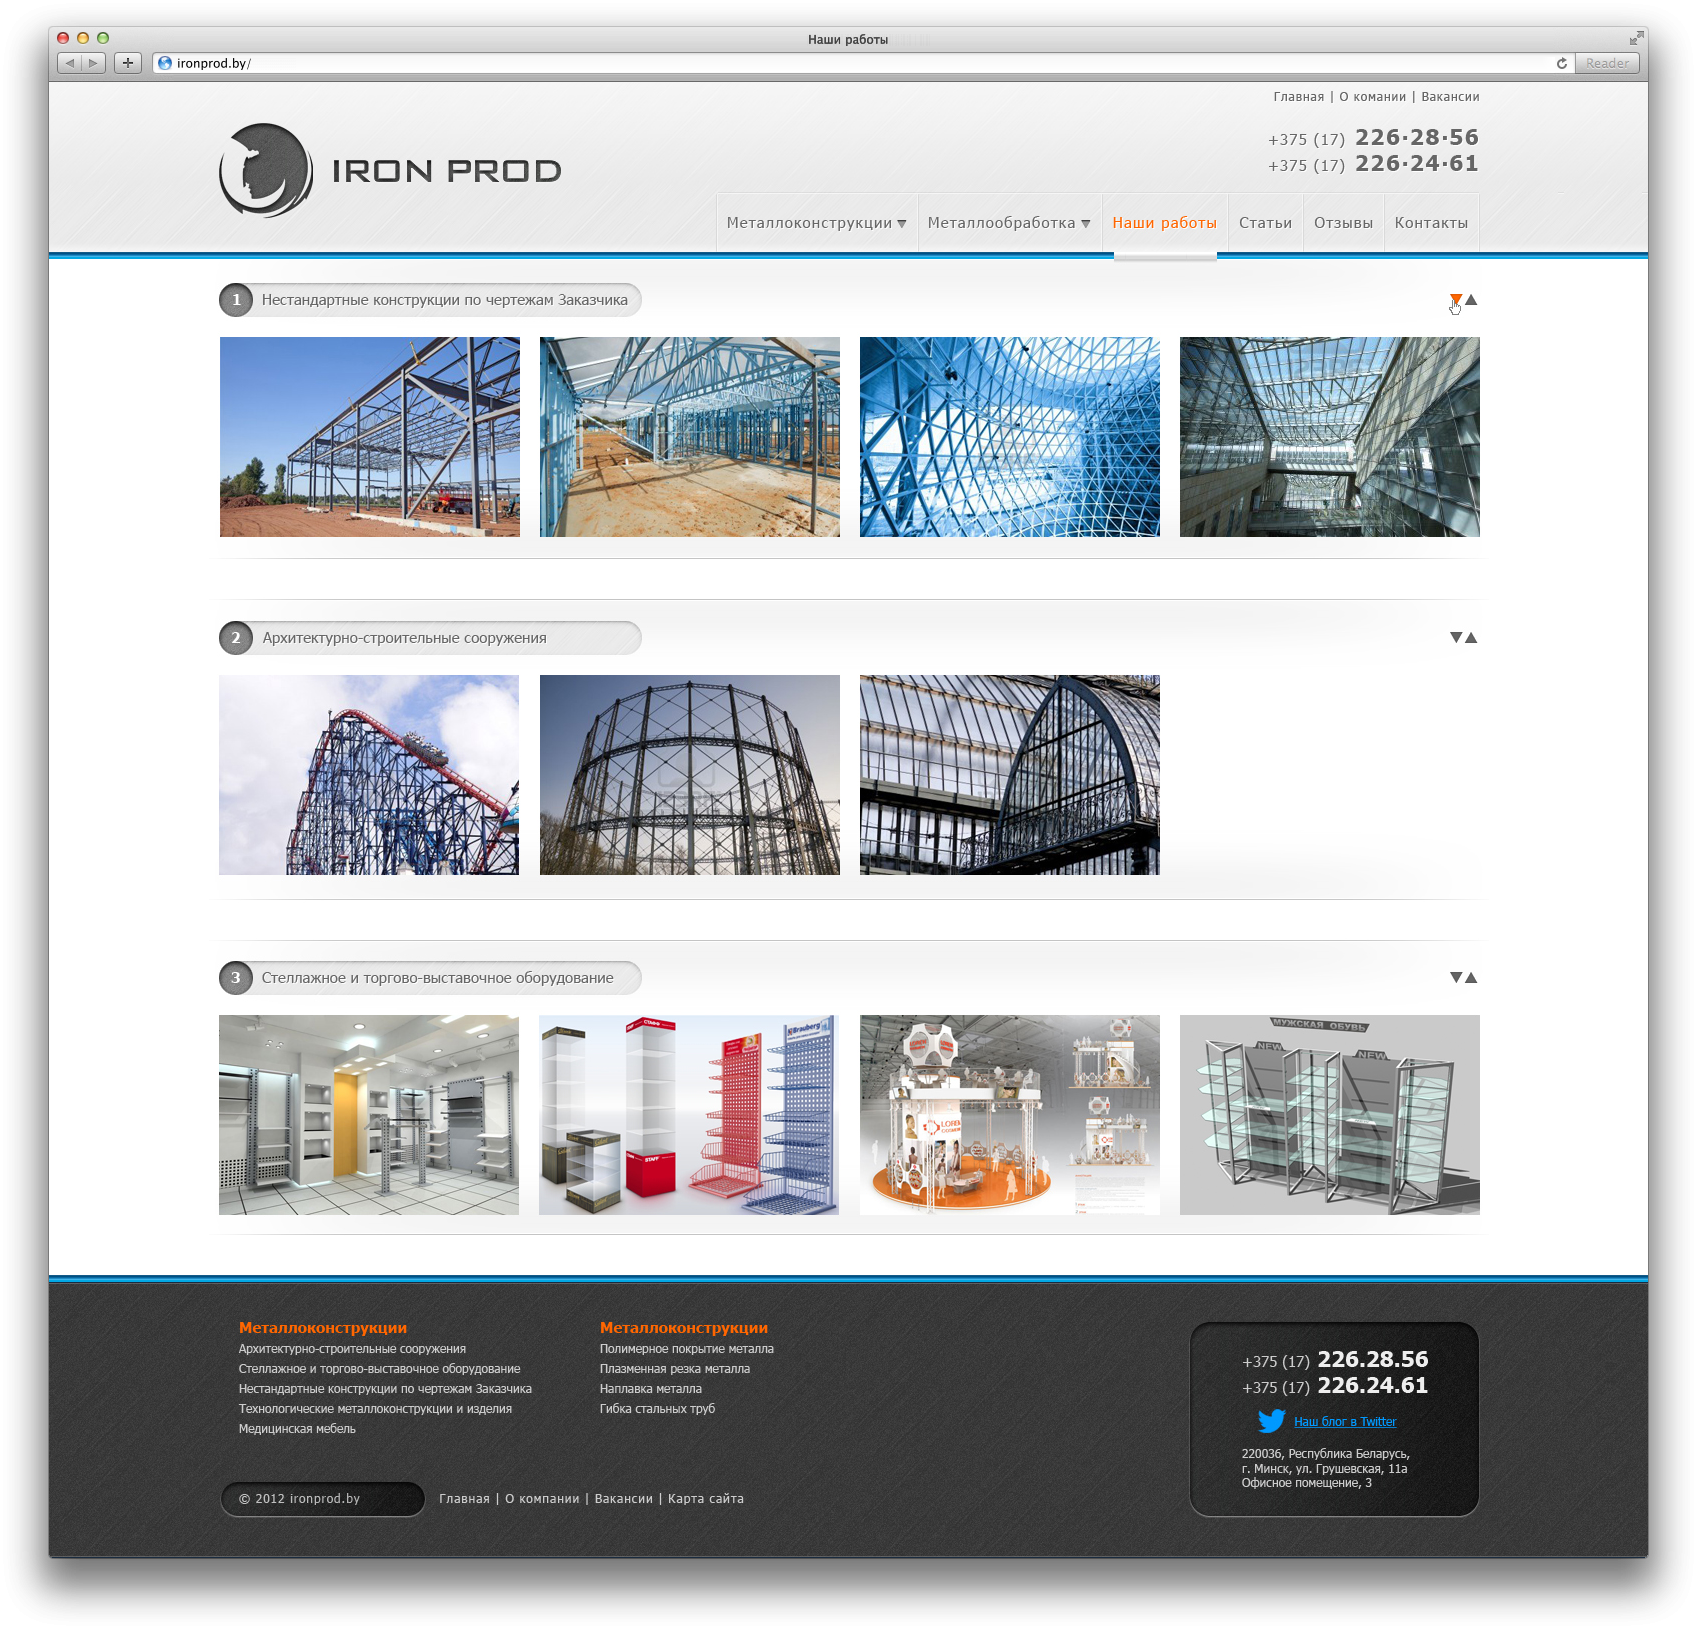 Наши работы
ironprod.by/
Reader
Главная | О комании | Вакансии
+375 (17) 226·28·56
+375 (17) 226·24·61
IRON PROD
Металлоконструкции
Металлообработка
Наши работы
Статьи
Отзывы
Контакты
1 Нестандартные конструкции по чертежам Заказчика
2 Архитектурно-строительные сооружения
3 Стеллажное и торгово-выставочное оборудование
STAFF
Brauberg
STAFF
LOREM
МУЖСКАЯ ОБУВЬ
NEW
NEW
Металлоконструкции
Архитектурно-строительные сооружения
Стеллажное и торгово-выставочное оборудование
Нестандартные конструкции по чертежам Заказчика
Технологические металлоконструкции и изделия
Медицинская мебель
Металлоконструкции
Полимерное покрытие металла
Плазменная резка металла
Наплавка металла
Гибка стальных труб
+375 (17) 226.28.56
+375 (17) 226.24.61
Наш блог в Twitter
220036, Республика Беларусь,
г. Минск, ул. Грушевская, 11а
Офисное помещение, 3
© 2012 ironprod.by
Главная | О компании | Вакансии | Карта сайта